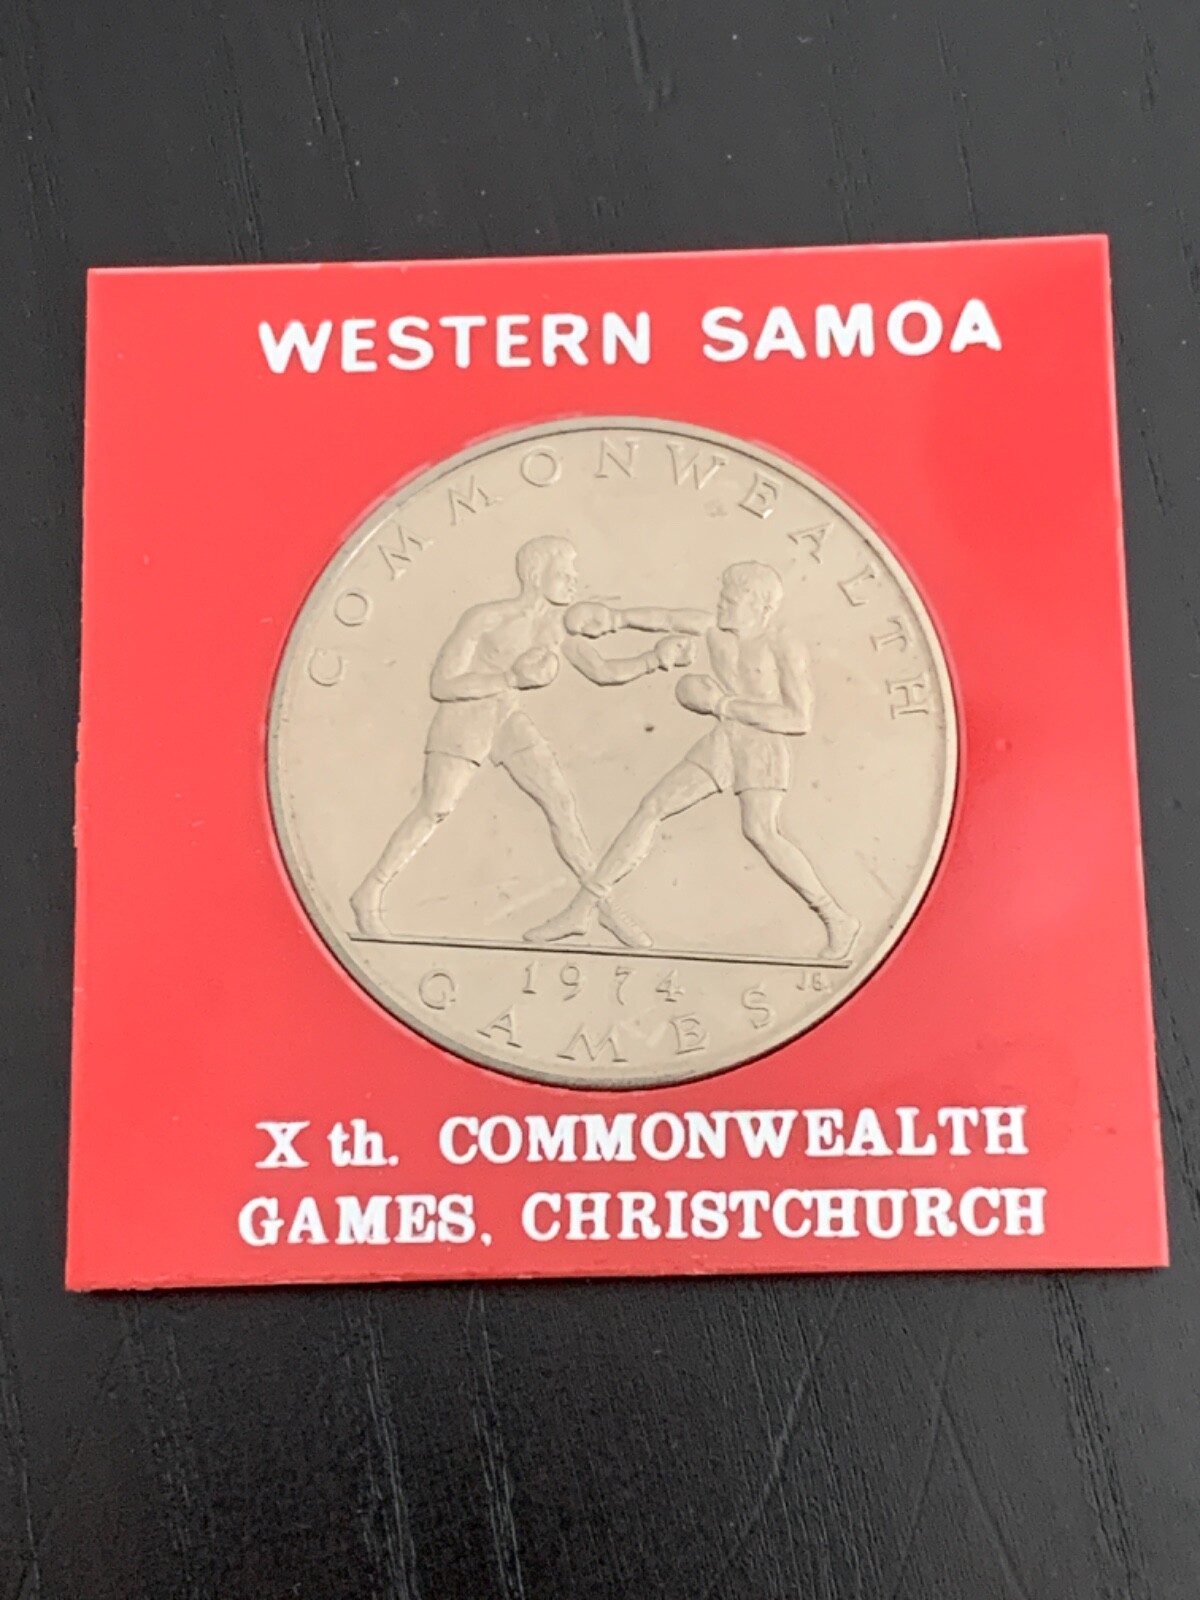 WESTERN SAMOA
COMMONWEALTH
1974
J.B.
GAMES
X th. COMMONWEALTH
GAMES, CHRISTCHURCH